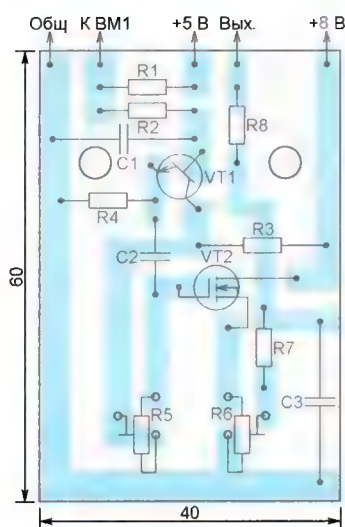 Общ К ВМ1 +5 В Вых. +8 В
R1
R2
R8
C1
VT1
R4
R3
C2
VT2
60
R7
R5
R6
C3
40